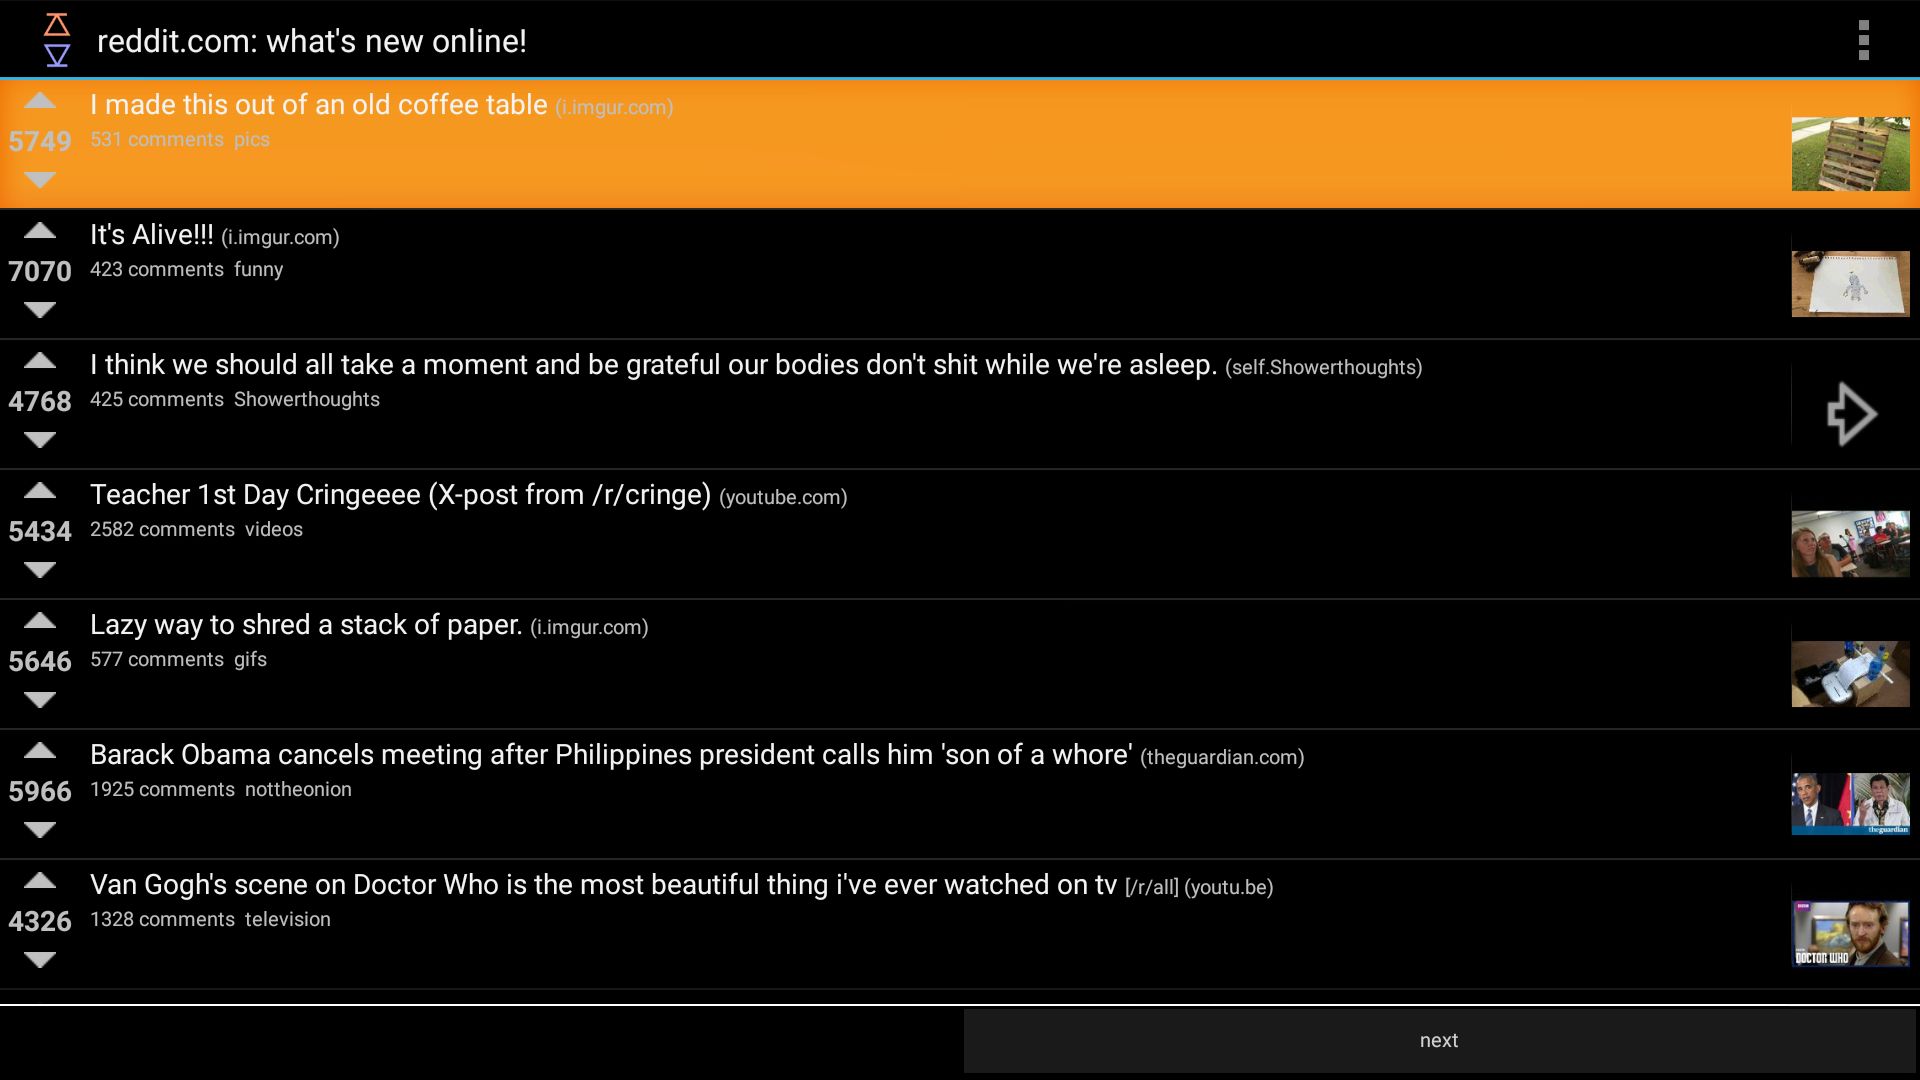 reddit.com: what's new online!
I made this out of an old coffee table (i.imgur.com)
5749
531 comments pics
It's Alive!!! (i.imgur.com)
7070
423 comments funny
I think we should all take a moment and be grateful our bodies don't shit while we're asleep. (self.Showerthoughts)
4768
425 comments Showerthoughts
Teacher 1st Day Cringeeee (X-post from /r/cringe) (youtube.com)
5434
2582 comments videos
Lazy way to shred a stack of paper. (i.imgur.com)
5646
577 comments gifs
Barack Obama cancels meeting after Philippines president calls him 'son of a whore' (theguardian.com)
5966
1925 comments nottheonion
theguardian
Van Gogh's scene on Doctor Who is the most beautiful thing i've ever watched on tv [/r/all] (youtu.be)
4326
1328 comments television
DOCTOR WHO
next